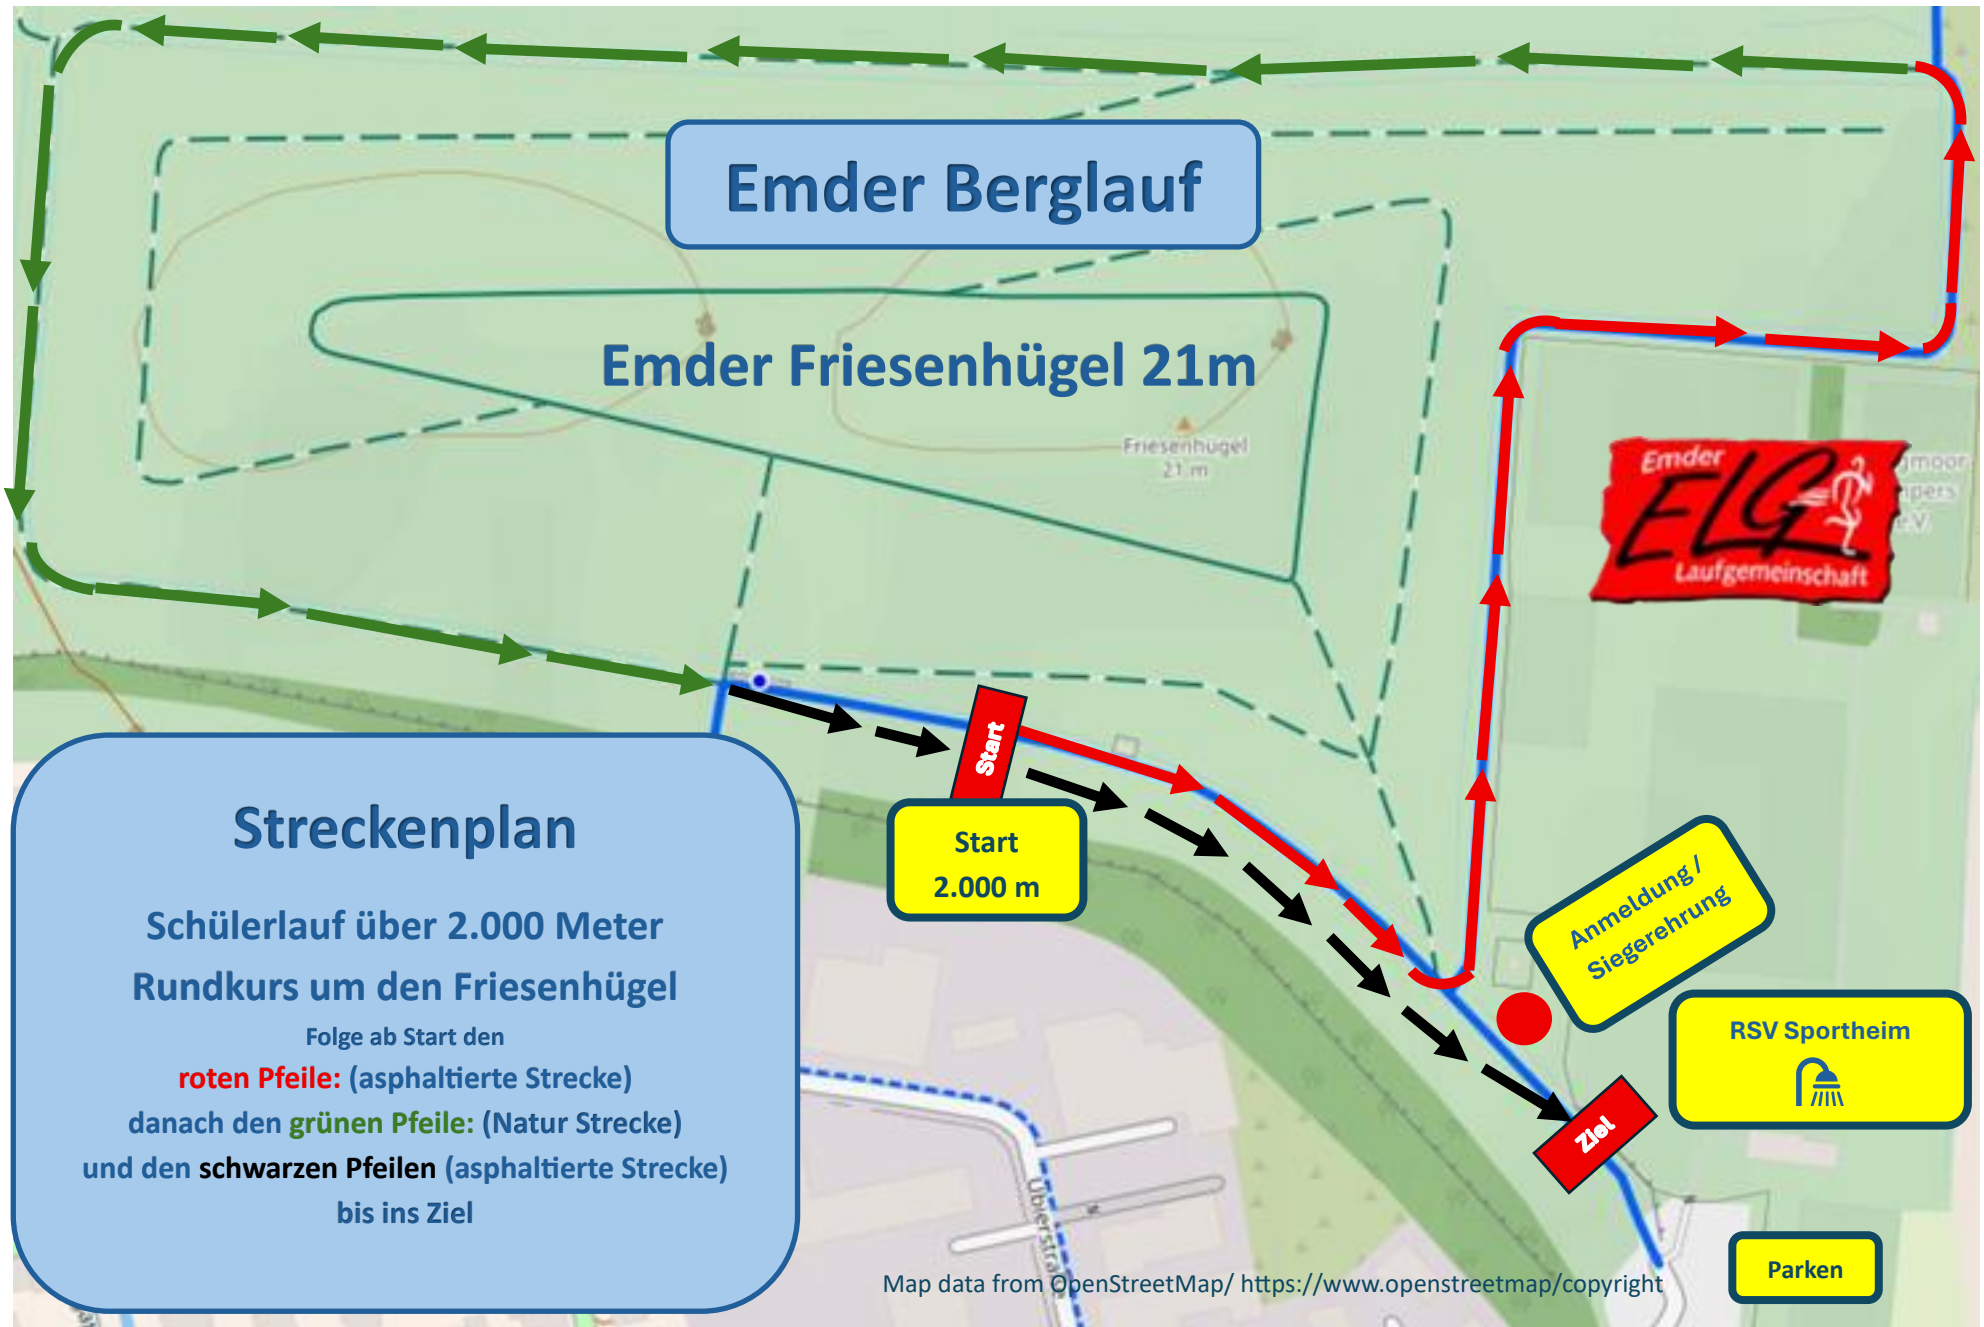 Emder Berglauf
Emder Friesenhügel 21m
Friesenhügel
21 m
Emder
ELG
Laufgemeinschaft
Start
Start
2.000 m
Streckenplan
Schülerlauf über 2.000 Meter
Rundkurs um den Friesenhügel
Folge ab Start den
roten Pfeile: (asphaltierte Strecke)
danach den grünen Pfeile: (Natur Strecke)
und den schwarzen Pfeilen (asphaltierte Strecke)
bis ins Ziel
Anmeldung /
Siegerehrung
RSV Sportheim
Ziel
Parken
Map data from OpenStreetMap/ https://www.openstreetmap/copyright